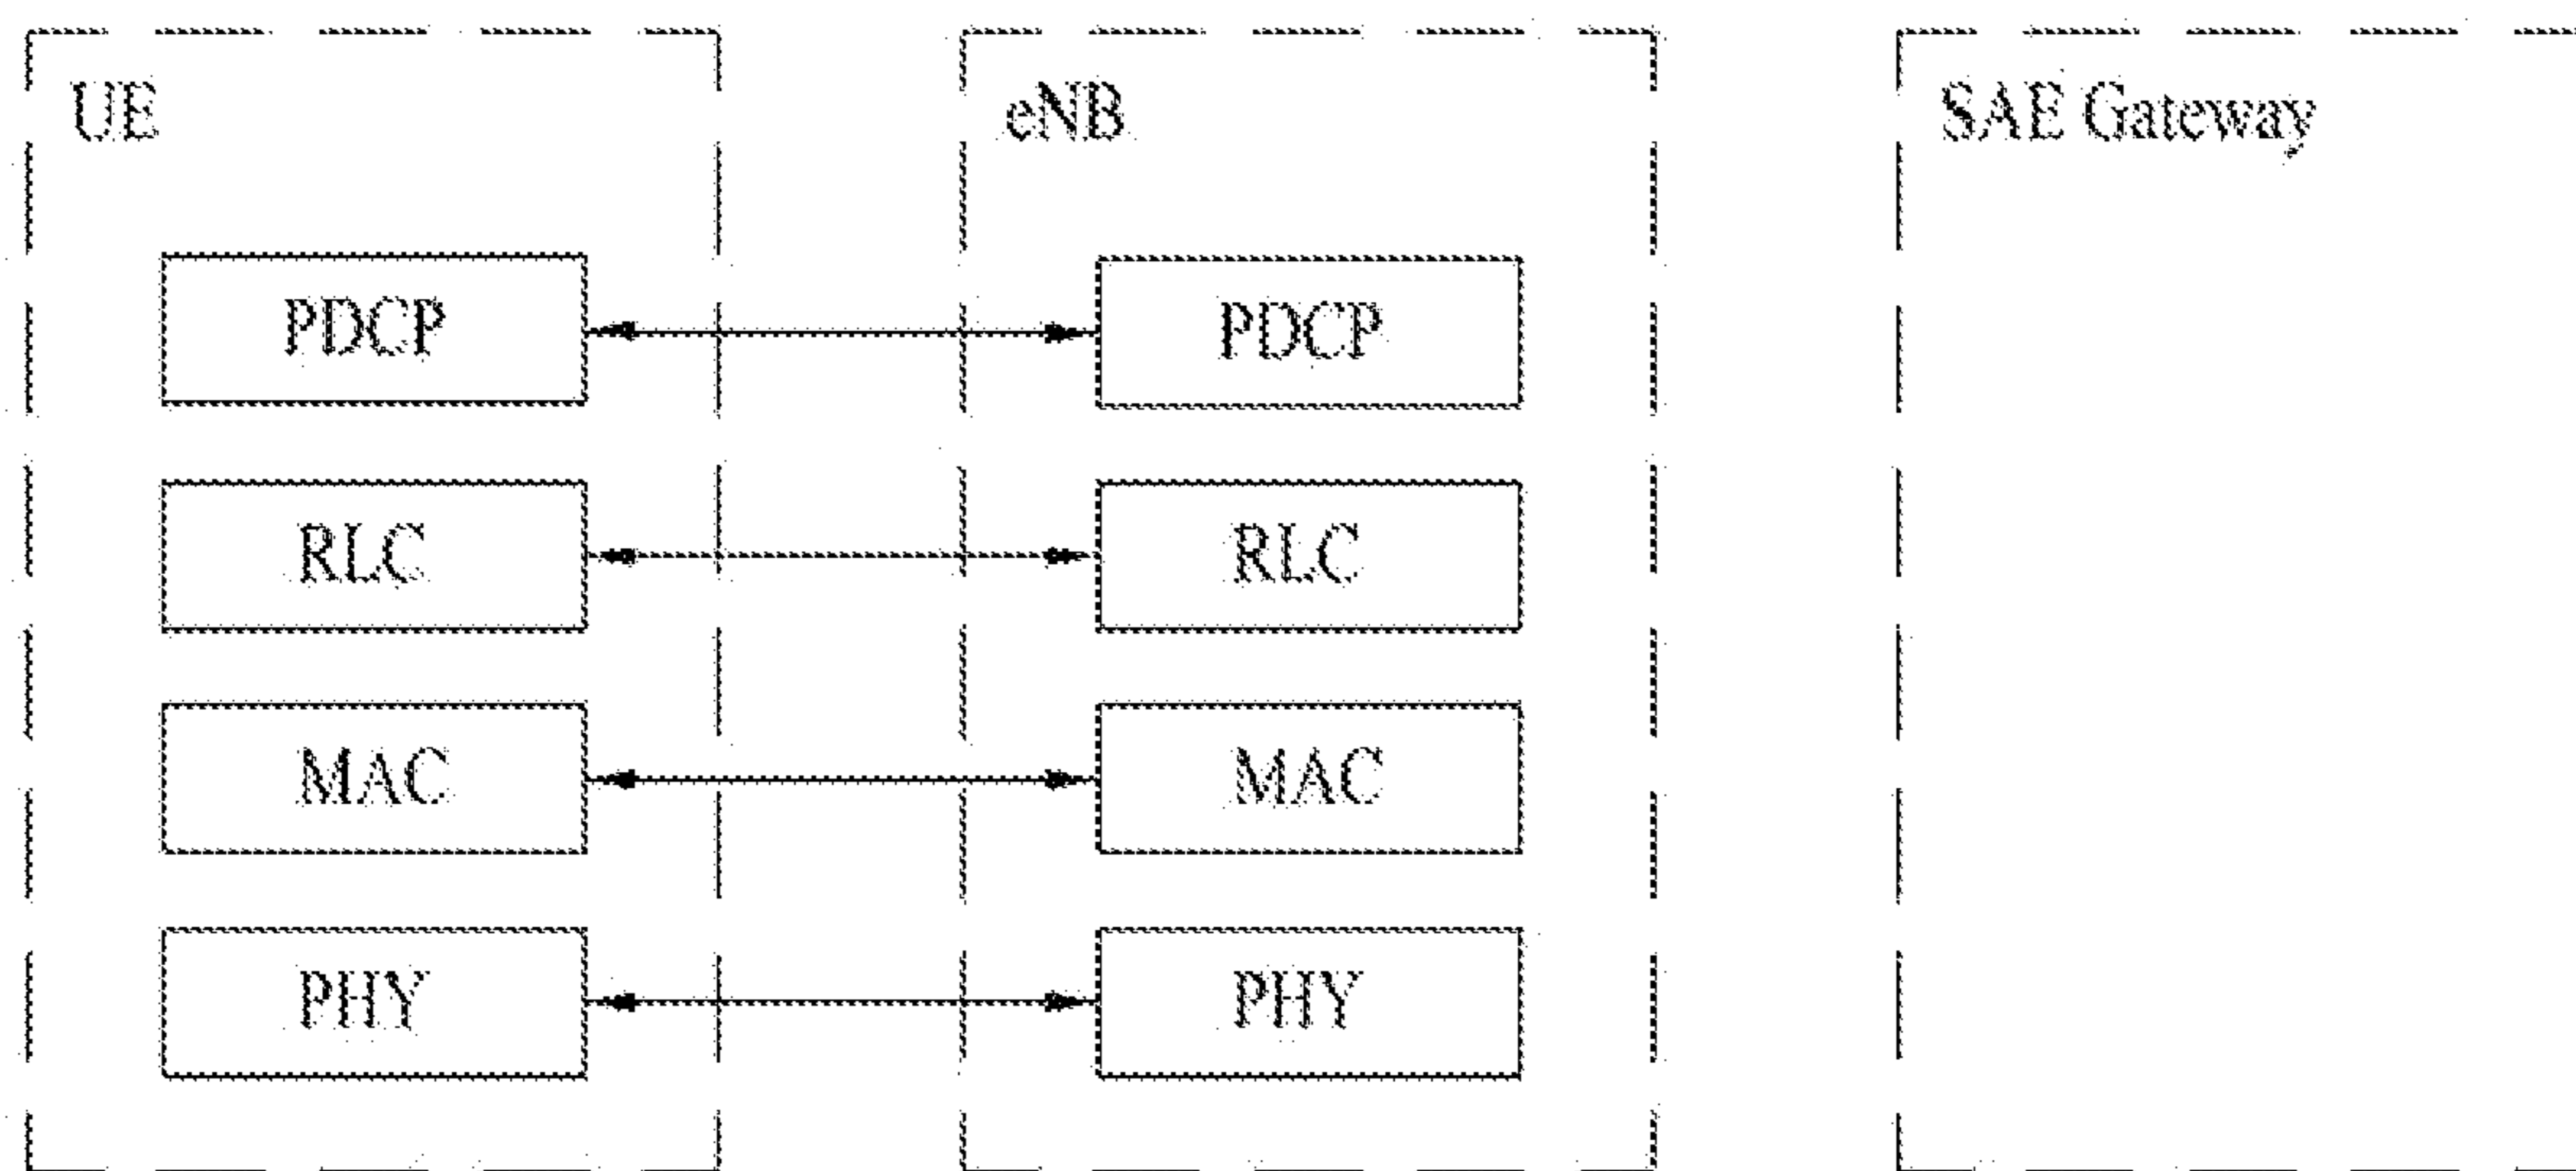 UE
eNB
SAE Gateway
PDCP
PDCP
RLC
RLC
MAC
MAC
PHY
PHY